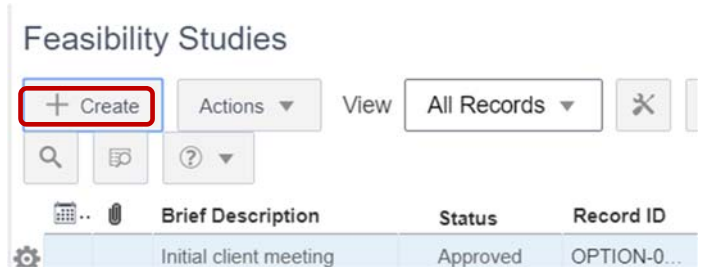 Feasibility Studies
+ Create Actions ▼ View All Records ▼
? ▼
.. Brief Description Status Record ID
Initial client meeting Approved OPTION-0...